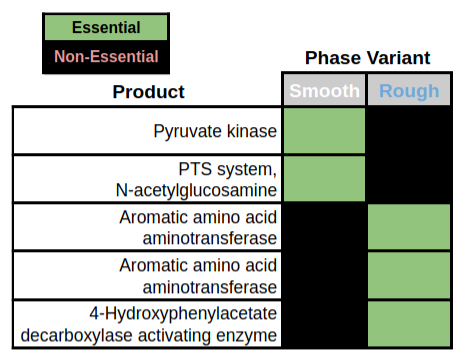 Essential
Non-Essential
Phase Variant
Product
Smooth
Rough
Pyruvate kinase
PTS system,
N-acetylglucosamine
Aromatic amino acid
aminotransferase
Aromatic amino acid
aminotransferase
4-Hydroxyphenylacetate
decarboxylase activating enzyme